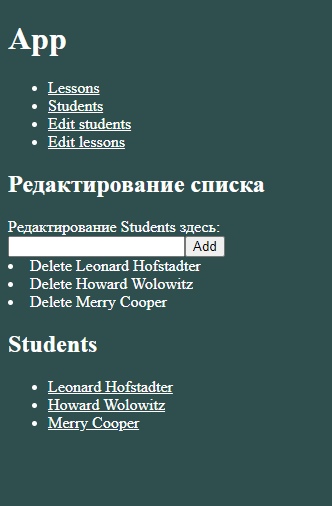 App
Lessons
Students
Edit students
Edit lessons
Редактирование списка
Редактирование Students здесь:
Add
Delete Leonard Hofstadter
Delete Howard Wolowitz
Delete Merry Cooper
Students
Leonard Hofstadter
Howard Wolowitz
Merry Cooper